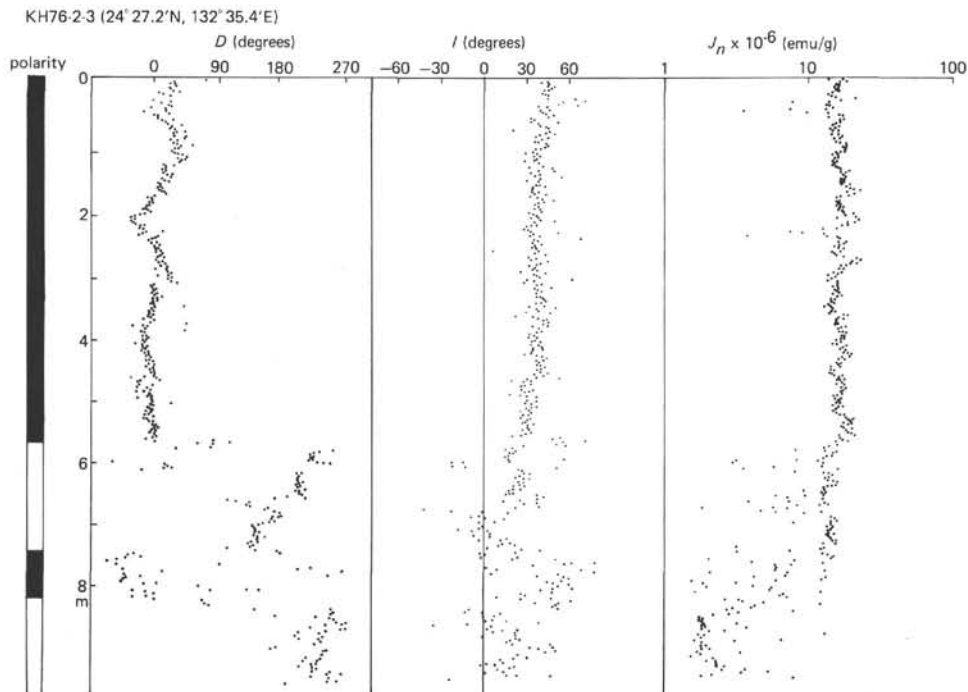 KH76-2-3 (24° 27.2′N, 132° 35.4′E)
D (degrees) I (degrees) Jn x 10-6 (emu/g)
polarity
0 90 180 270 −60 −30 0 30 60 1 10 100
0
2
4
6
8
m